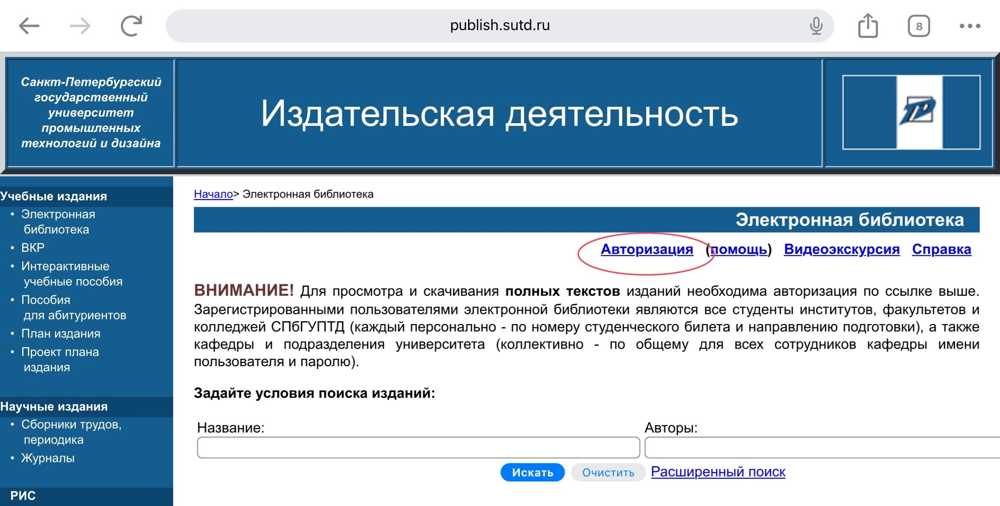 publish.sutd.ru
8
Санкт-Петербургский
государственный
университет
промышленных
технологий и дизайна
Издательская деятельность
Учебные издания
• Электронная
библиотека
• ВКР
• Интерактивные
учебные пособия
• Пособия
для абитуриентов
• План издания
• Проект плана
издания
Научные издания
• Сборники трудов,
периодика
• Журналы
РИС
Начало> Электронная библиотека
Электронная библиотека
Авторизация (помощь) Видеоэкскурсия Справка
ВНИМАНИЕ! Для просмотра и скачивания полных текстов изданий необходима авторизация по ссылке выше.
Зарегистрированными пользователями электронной библиотеки являются все студенты институтов, факультетов и
колледжей СПбГУПТД (каждый персонально - по номеру студенческого билета и направлению подготовки), а также
кафедры и подразделения университета (коллективно - по общему для всех сотрудников кафедры имени
пользователя и паролю).
Задайте условия поиска изданий:
Название: Авторы:
Искать Очистить Расширенный поиск